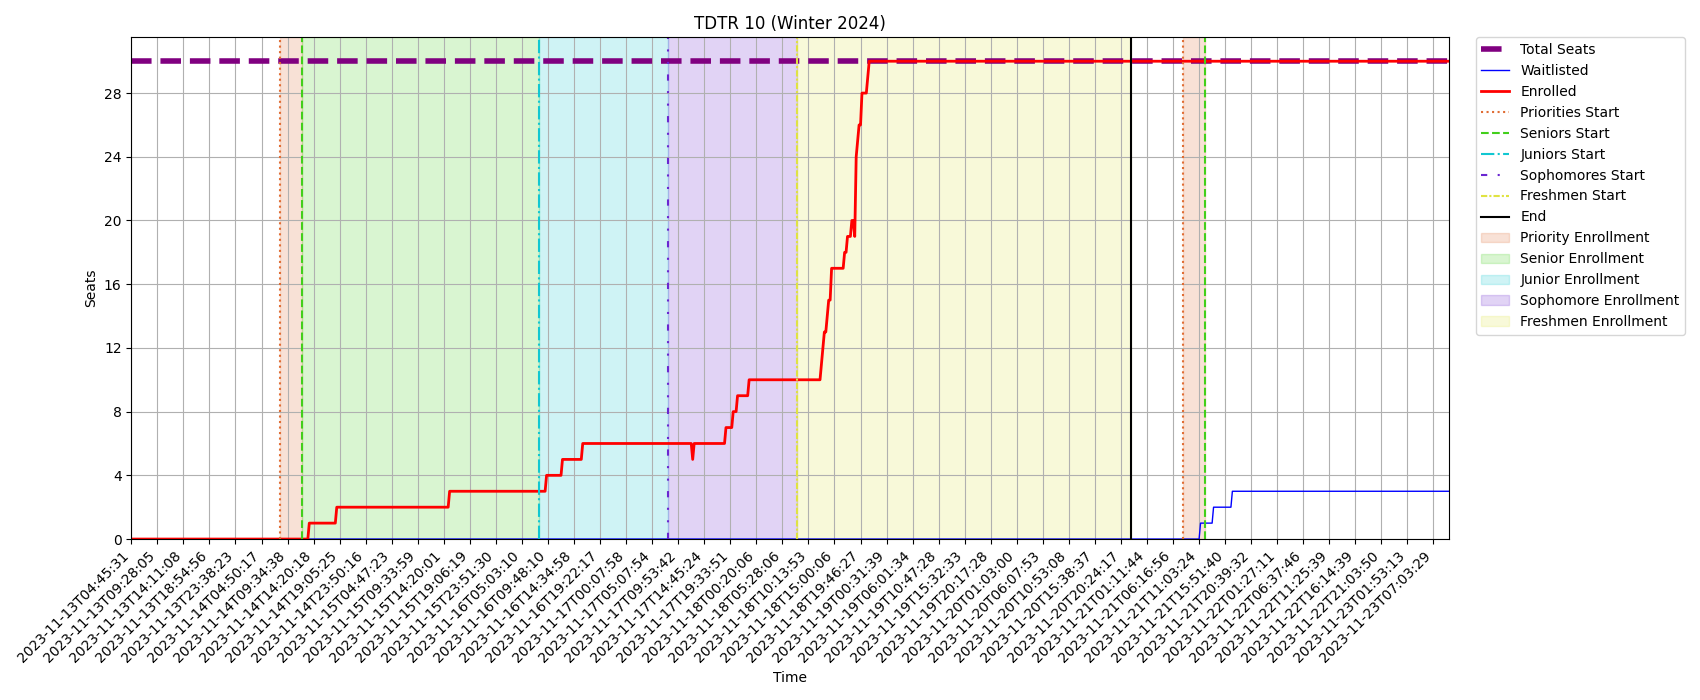 TDTR 10 (Winter 2024)
Seats
28
24
20
16
12
8
4
0
2023-11-13T04:45:31
2023-11-13T09:28:05
2023-11-13T14:11:08
2023-11-13T18:54:56
2023-11-13T23:38:23
2023-11-14T04:50:17
2023-11-14T09:34:38
2023-11-14T14:20:18
2023-11-14T19:05:25
2023-11-14T23:50:16
2023-11-15T04:47:23
2023-11-15T09:33:59
2023-11-15T14:20:01
2023-11-15T19:06:19
2023-11-15T23:51:30
2023-11-16T05:03:10
2023-11-16T09:48:10
2023-11-16T14:34:58
2023-11-16T19:22:17
2023-11-17T00:07:58
2023-11-17T05:07:54
2023-11-17T09:53:42
2023-11-17T14:45:24
2023-11-17T19:33:51
2023-11-18T00:20:06
2023-11-18T05:28:06
2023-11-18T10:13:53
2023-11-18T15:00:06
2023-11-18T19:46:27
2023-11-19T00:31:39
2023-11-19T06:01:34
2023-11-19T10:47:28
2023-11-19T15:32:33
2023-11-19T20:17:28
2023-11-20T01:03:00
2023-11-20T06:07:53
2023-11-20T10:53:08
2023-11-20T15:38:37
2023-11-20T20:24:17
2023-11-21T01:11:44
2023-11-21T06:16:56
2023-11-21T11:03:24
2023-11-21T15:51:40
2023-11-21T20:39:32
2023-11-22T01:27:11
2023-11-22T06:37:46
2023-11-22T11:25:39
2023-11-22T16:14:39
2023-11-22T21:03:50
2023-11-23T01:53:13
2023-11-23T07:03:29
Time
Total Seats
Waitlisted
Enrolled
Priorities Start
Seniors Start
Juniors Start
Sophomores Start
Freshmen Start
End
Priority Enrollment
Senior Enrollment
Junior Enrollment
Sophomore Enrollment
Freshmen Enrollment